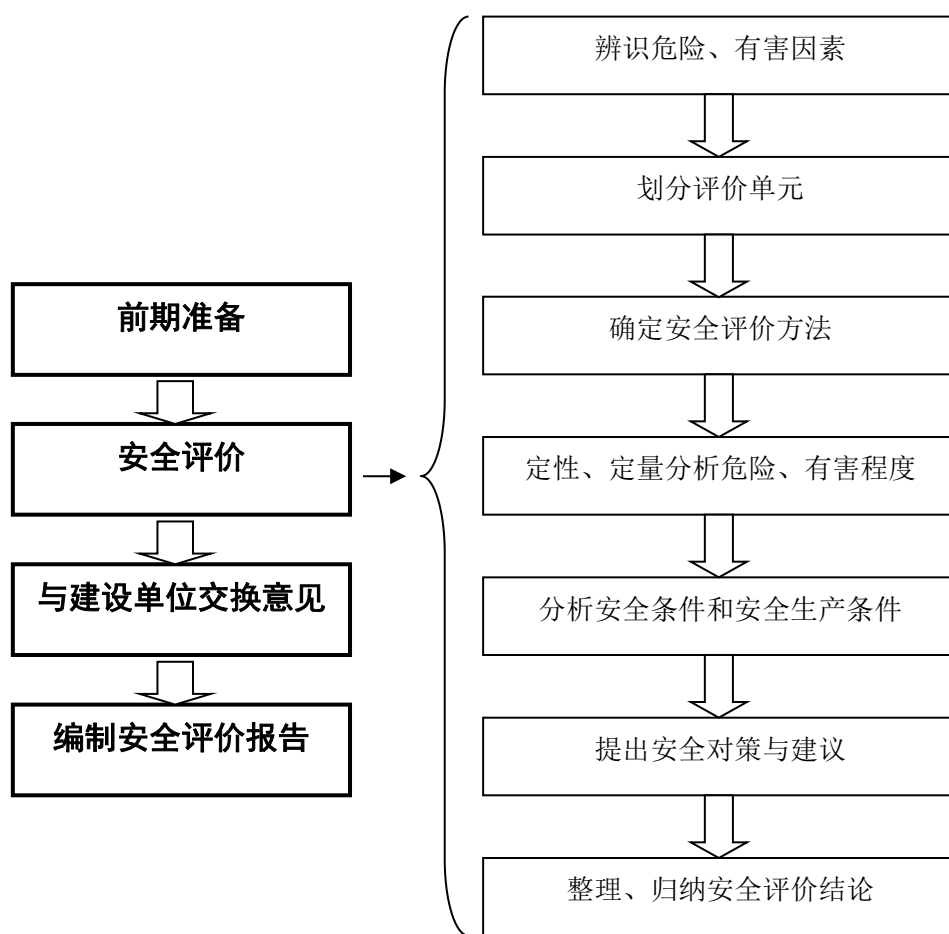 前期准备
安全评价
与建设单位交换意见
编制安全评价报告
辨识危险、有害因素
划分评价单元
确定安全评价方法
定性、定量分析危险、有害程度
分析安全条件和安全生产条件
提出安全对策与建议
整理、归纳安全评价结论